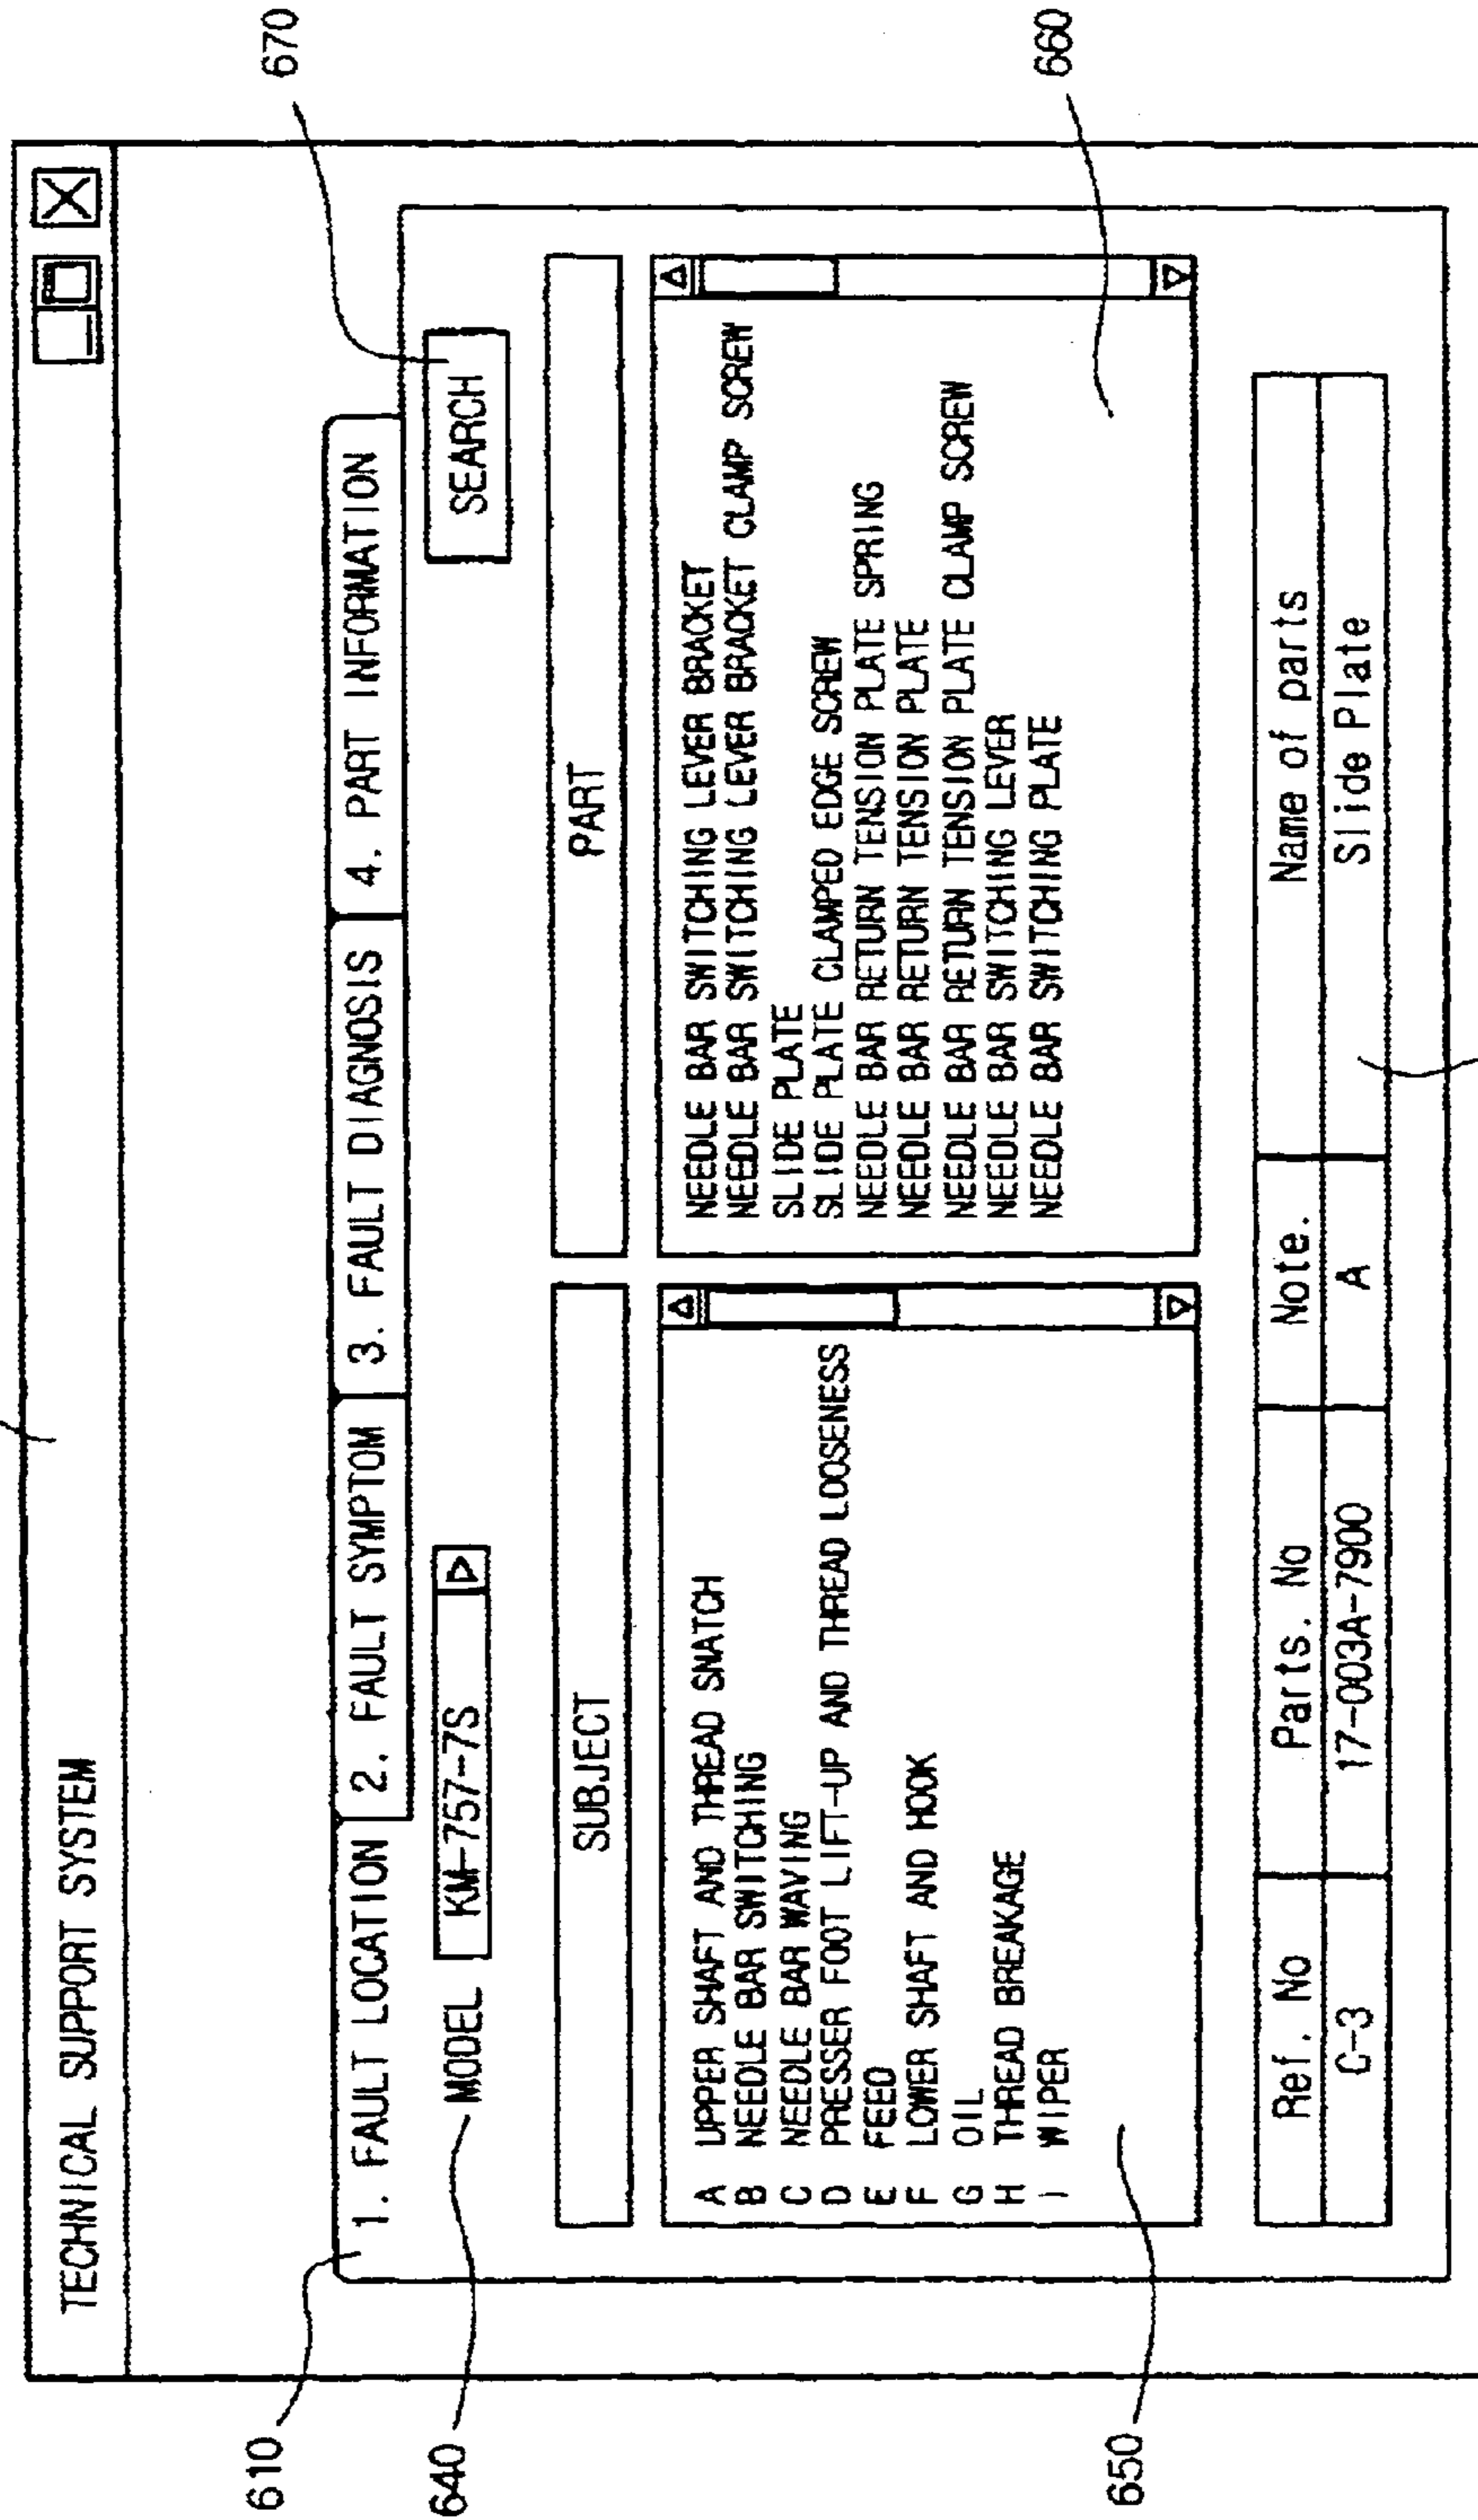 TECHNICAL SUPPORT SYSTEM
610
1. FAULT LOCATION
2. FAULT SYMPTOM
3. FAULT DIAGNOSIS
4. PART INFORMATION
670
640
MODEL
KM-757-7S
SEARCH
SUBJECT
PART
A UPPER SHAFT AND THREAD SNATCH
B NEEDLE BAR SWITCHING
C NEEDLE BAR WAVING
D PRESSER FOOT LIFT-UP AND THREAD LOOSENESS
E FEED
F LOWER SHAFT AND HOOK
G OIL
H THREAD BREAKAGE
I WIPER
NEEDLE BAR SWITCHING LEVER BRACKET
NEEDLE BAR SWITCHING LEVER BRACKET CLAMP SCREW
SLIDE PLATE
SLIDE PLATE CLAMPED EDGE SCREW
NEEDLE BAR RETURN TENSION PLATE SPRING
NEEDLE BAR RETURN TENSION PLATE
NEEDLE BAR RETURN TENSION PLATE CLAMP SCREW
NEEDLE BAR SWITCHING LEVER
NEEDLE BAR SWITCHING PLATE
650
660
Ref. No Parts. No Note. Name of parts
C-3 17-003A-7900 A Slide Plate